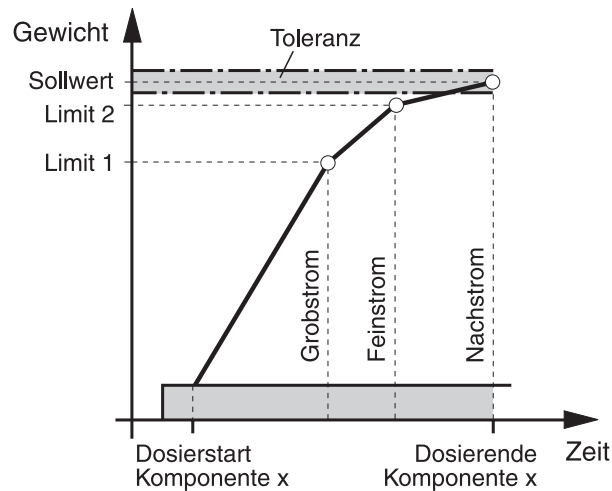 Gewicht
Toleranz
Sollwert
Limit 2
Limit 1
Grobstrom
Feinstrom
Nachstrom
Dosierstart
Komponente x
Dosierende
Komponente x
Zeit